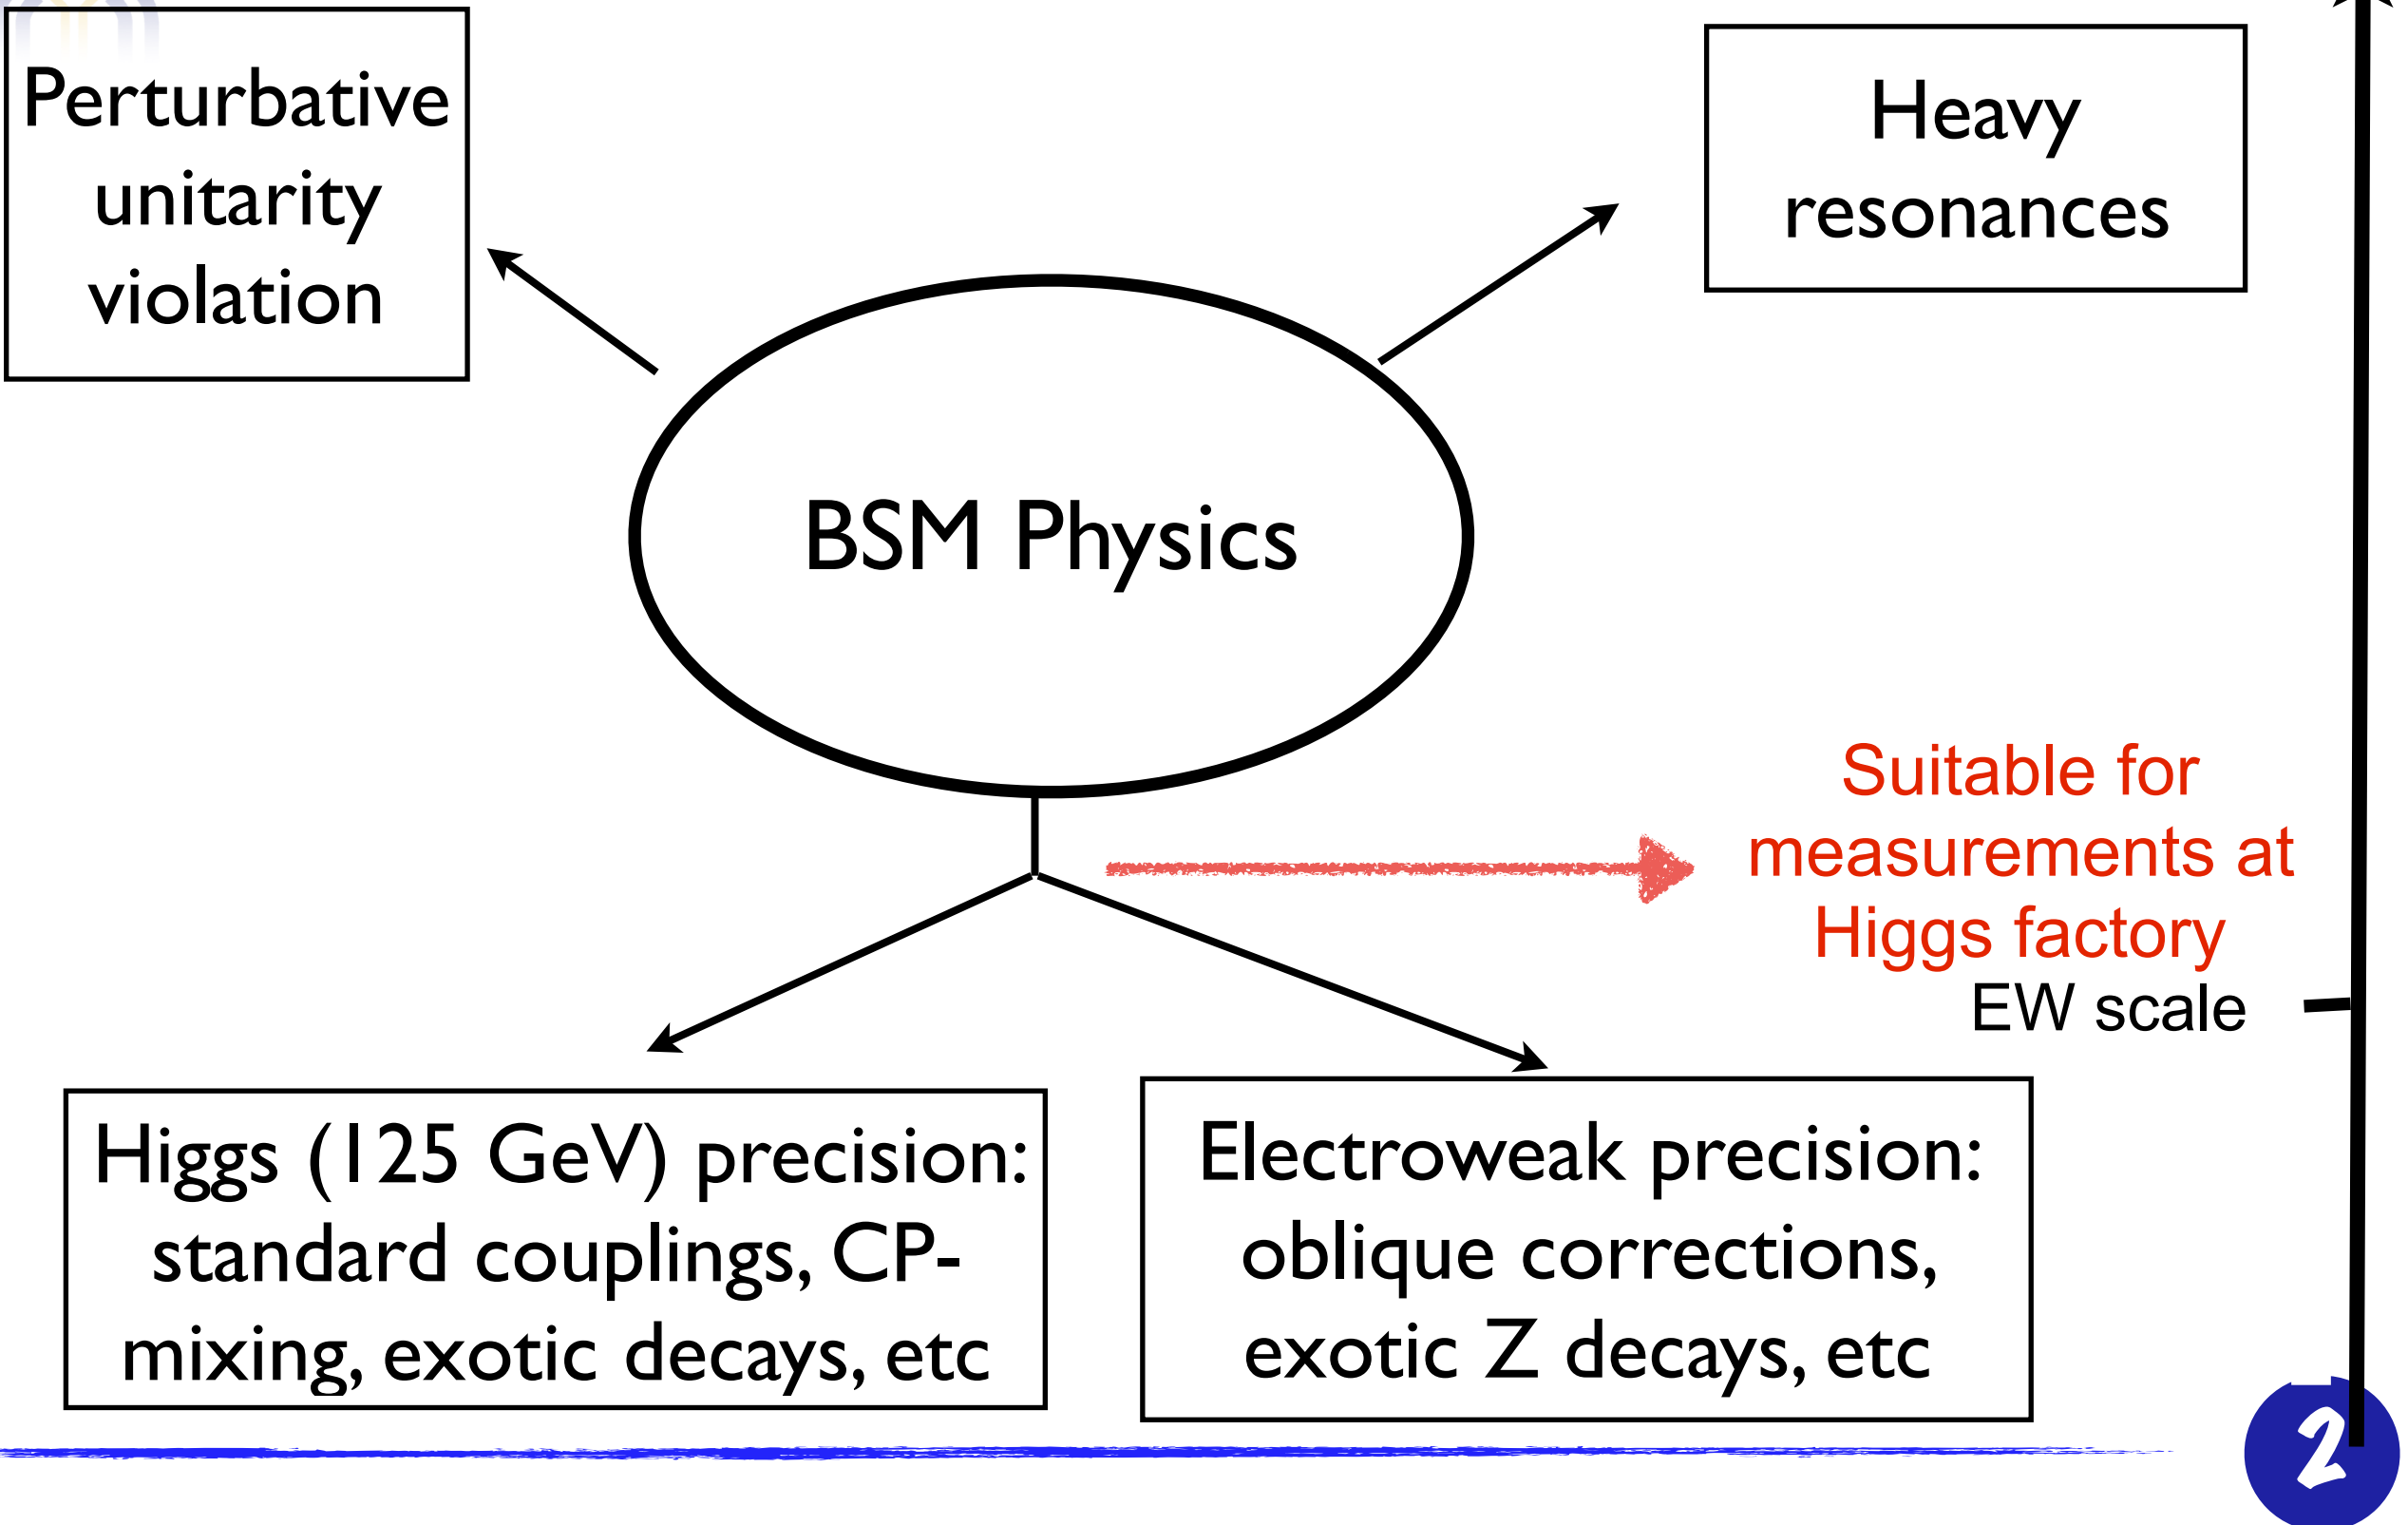 Perturbative
unitarity
violation
Heavy
resonances
BSM Physics
Suitable for
measurements at
Higgs factory
EW scale
Higgs (125 GeV) precision:
standard couplings, CP-
mixing, exotic decays, etc
Electroweak precision:
oblique corrections,
exotic Z decays, etc
2